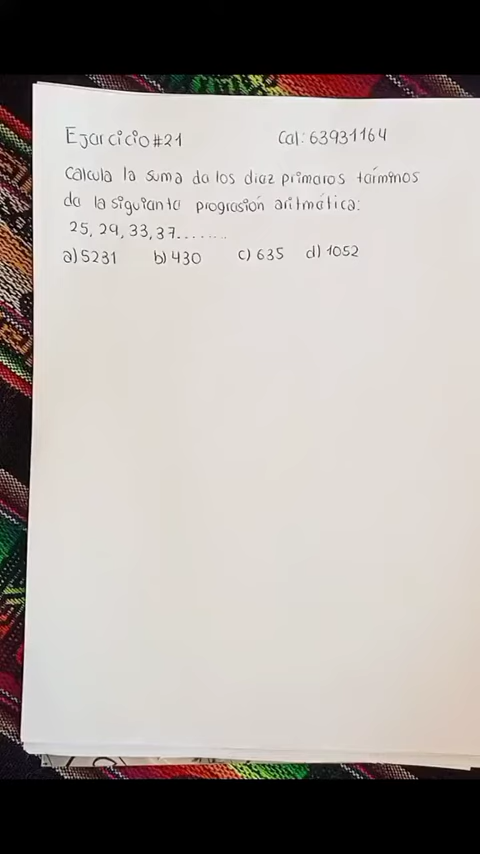 Ejercicio #21 Cel: 63931164
Calcula la suma de los diez primeros términos
de la siguiente progresión aritmética:
25, 29, 33, 37........
a) 5231 b) 430 c) 635 d) 1052